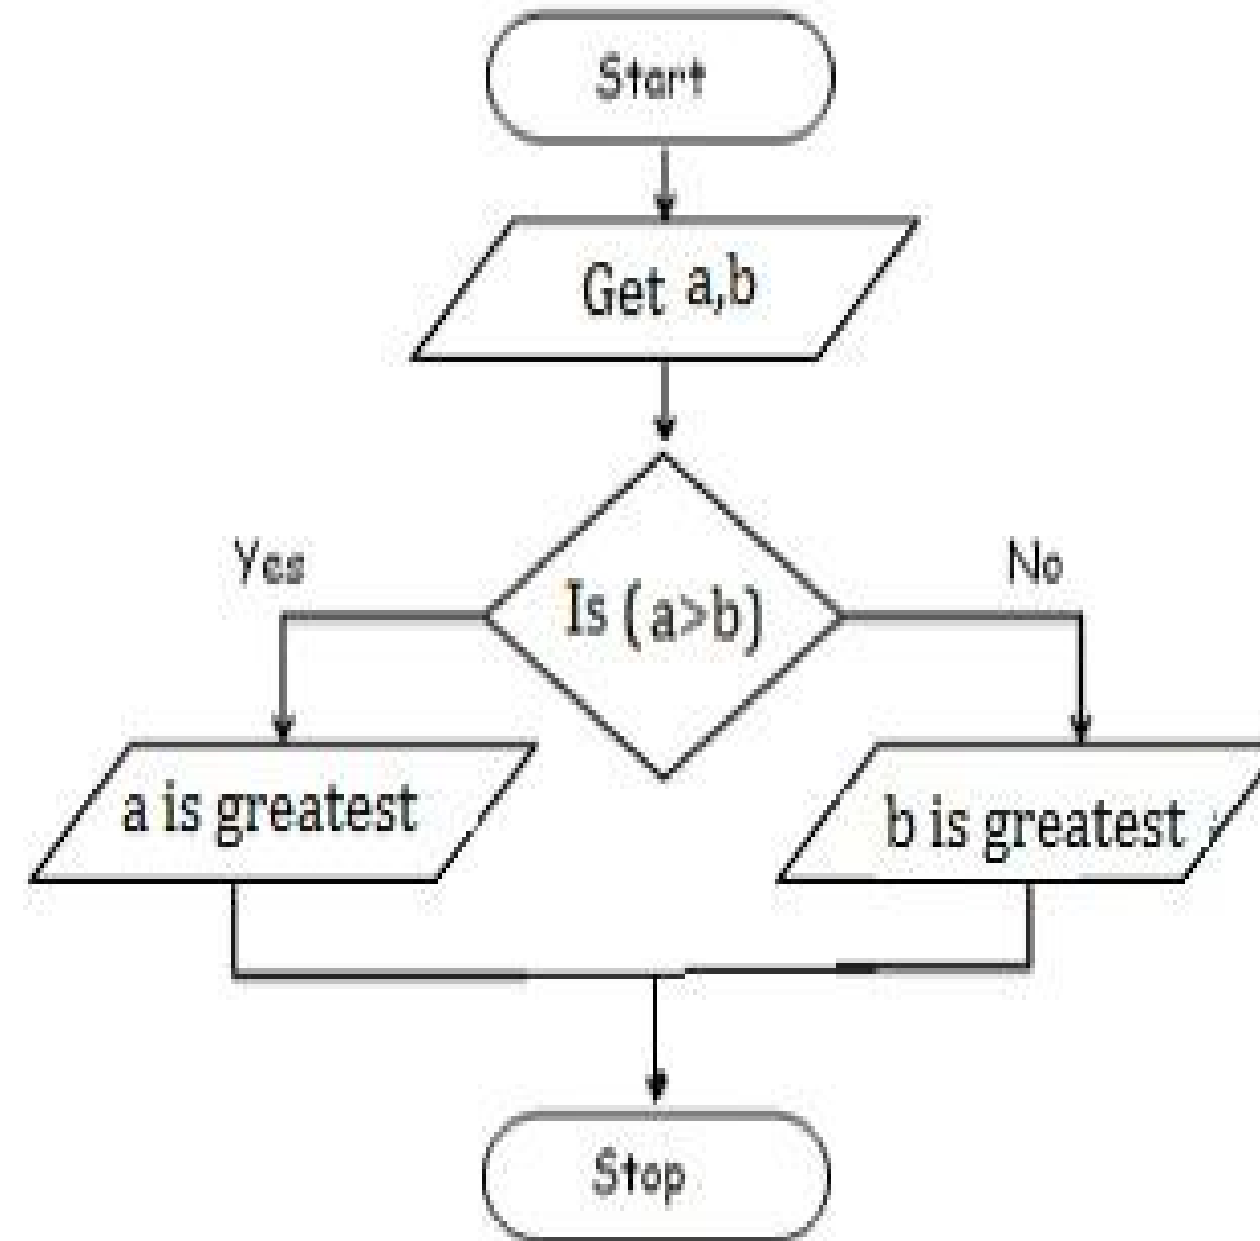 Start
Get a,b
Yes
No
Is (a>b)
a is greatest
b is greatest
Stop